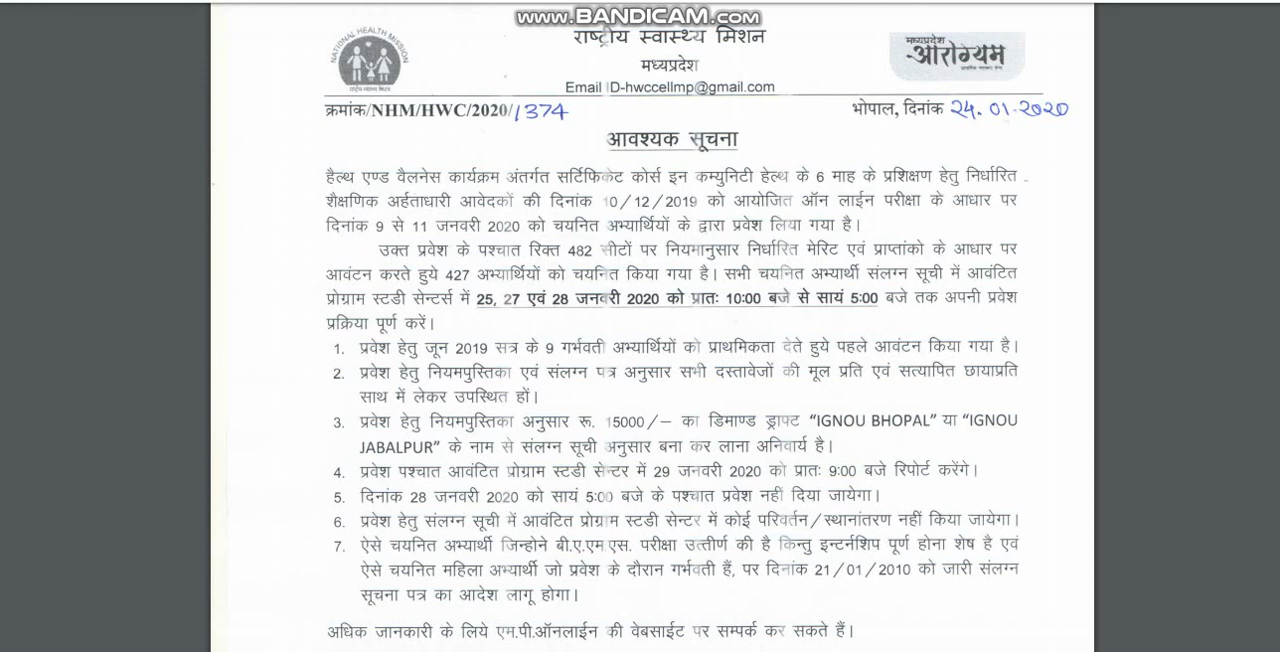 www.BANDICAM.com
NATIONAL HEALTH MISSION
राष्ट्रीय स्वास्थ्य मिशन
मध्यप्रदेश
Email ID-hwccellmp@gmail.com
मध्यप्रदेश
आरोग्यम
क्रमांक/NHM/HWC/2020/1374
भोपाल, दिनांक 24.01.2020
आवश्यक सूचना
हैल्थ एण्ड वैलनेस कार्यक्रम अंतर्गत सर्टिफिकेट कोर्स इन कम्युनिटी हेल्थ के 6 माह के प्रशिक्षण हेतु निर्धारित
शैक्षणिक अर्हताधारी आवेदकों की दिनांक 10/12/2019 को आयोजित ऑन लाईन परीक्षा के आधार पर
दिनांक 9 से 11 जनवरी 2020 को चयनित अभ्यार्थियों के द्वारा प्रवेश लिया गया है।
उक्त प्रवेश के पश्चात रिक्त 482 सीटों पर नियमानुसार निर्धारित मेरिट एवं प्राप्तांको के आधार पर
आवंटन करते हुये 427 अभ्यार्थियों को चयनित किया गया है। सभी चयनित अभ्यार्थी संलग्न सूची में आवंटित
प्रोग्राम स्टडी सेन्टर्स में 25, 27 एवं 28 जनवरी 2020 को प्रातः 10:00 बजे से सायं 5:00 बजे तक अपनी प्रवेश
प्रक्रिया पूर्ण करें।
1. प्रवेश हेतु जून 2019 सत्र के 9 गर्भवती अभ्यार्थियों को प्राथमिकता देते हुये पहले आवंटन किया गया है।
2. प्रवेश हेतु नियमपुस्तिका एवं संलग्न पत्र अनुसार सभी दस्तावेजों की मूल प्रति एवं सत्यापित छायाप्रति
साथ में लेकर उपस्थित हों।
3. प्रवेश हेतु नियमपुस्तिका अनुसार रू. 15000/– का डिमाण्ड ड्राफ्ट “IGNOU BHOPAL” या “IGNOU
JABALPUR” के नाम से संलग्न सूची अनुसार बना कर लाना अनिवार्य है।
4. प्रवेश पश्चात आवंटित प्रोग्राम स्टडी सेन्टर में 29 जनवरी 2020 को प्रातः 9:00 बजे रिपोर्ट करेंगे।
5. दिनांक 28 जनवरी 2020 को सायं 5:00 बजे के पश्चात प्रवेश नहीं दिया जायेगा।
6. प्रवेश हेतु संलग्न सूची में आवंटित प्रोग्राम स्टडी सेन्टर में कोई परिवर्तन/स्थानांतरण नहीं किया जायेगा।
7. ऐसे चयनित अभ्यार्थी जिन्होने बी.ए.एम.एस. परीक्षा उत्तीर्ण की है किन्तु इन्टर्नशिप पूर्ण होना शेष है एवं
ऐसे चयनित महिला अभ्यार्थी जो प्रवेश के दौरान गर्भवती हैं, पर दिनांक 21/01/2010 को जारी संलग्न
सूचना पत्र का आदेश लागू होगा।
अधिक जानकारी के लिये एम.पी.ऑनलाईन की वेबसाईट पर सम्पर्क कर सकते हैं।